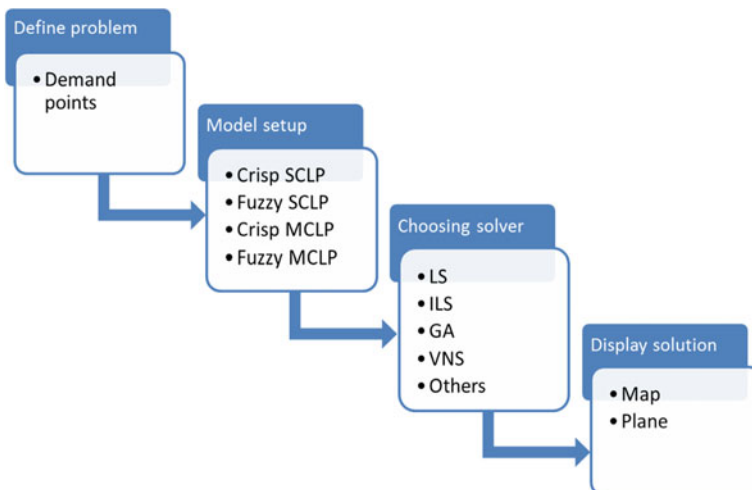 Define problem
• Demand
points
Model setup
• Crisp SCLP
• Fuzzy SCLP
• Crisp MCLP
• Fuzzy MCLP
Choosing solver
• LS
• ILS
• GA
• VNS
• Others
Display solution
• Map
• Plane